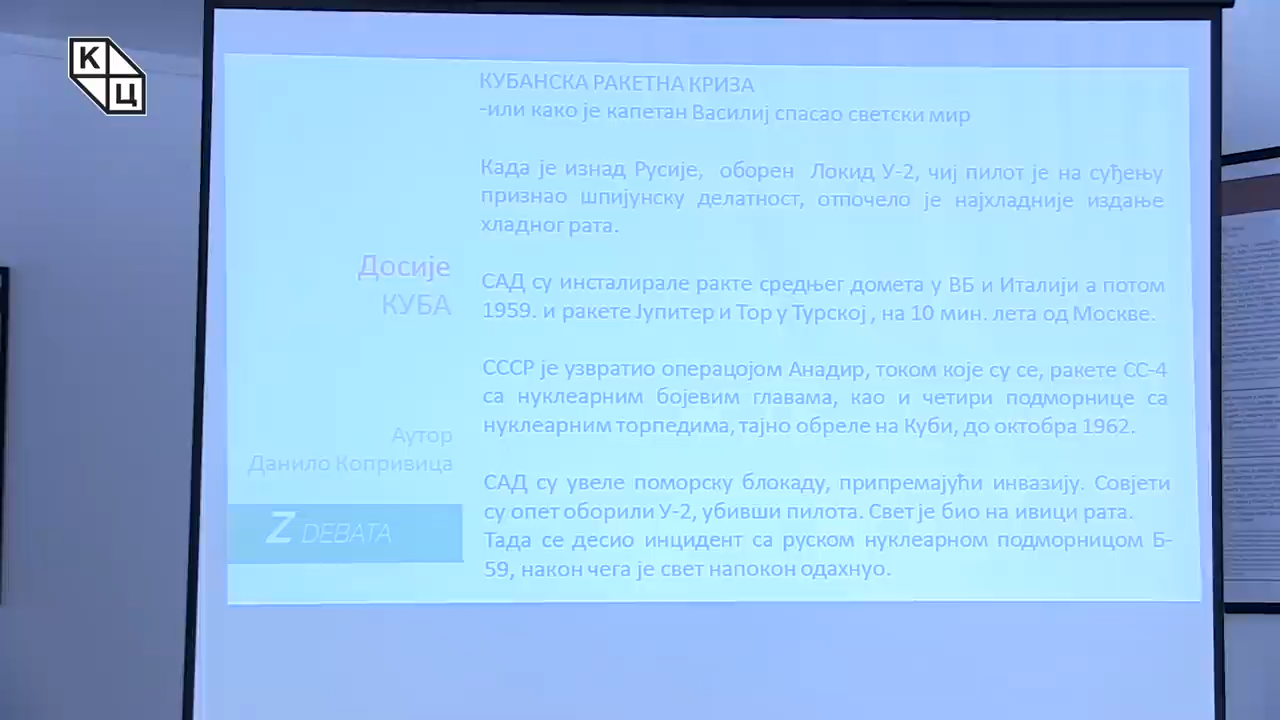 К
Ц
КУБАНСКА РАКЕТНА КРИЗА
-или како је капетан Василиј спасао светски мир
Када је изнад Русије, оборен Локид У-2, чиј пилот је на суђењу
признао шпијунску делатност, отпочело је најхладније издање
хладног рата.
Досије
КУБА
САД су инсталирале ракте средњег домета у ВБ и Италији а потом
1959. и ракете Јупитер и Тор у Турској , на 10 мин. лета од Москве.
СССР је узвратио операцојом Анадир, током које су се, ракете СС-4
са нуклеарним бојевим главама, као и четири подморнице са
нуклеарним торпедима, тајно обреле на Куби, до октобра 1962.
Аутор
Данило Копривица
САД су увеле поморску блокаду, припремајући инвазију. Совјети
су опет оборили У-2, убивши пилота. Свет је био на ивици рата.
Тада се десио инцидент са руском нуклеарном подморницом Б-
59, након чега је свет напокон одахнуо.
Z DEBATA